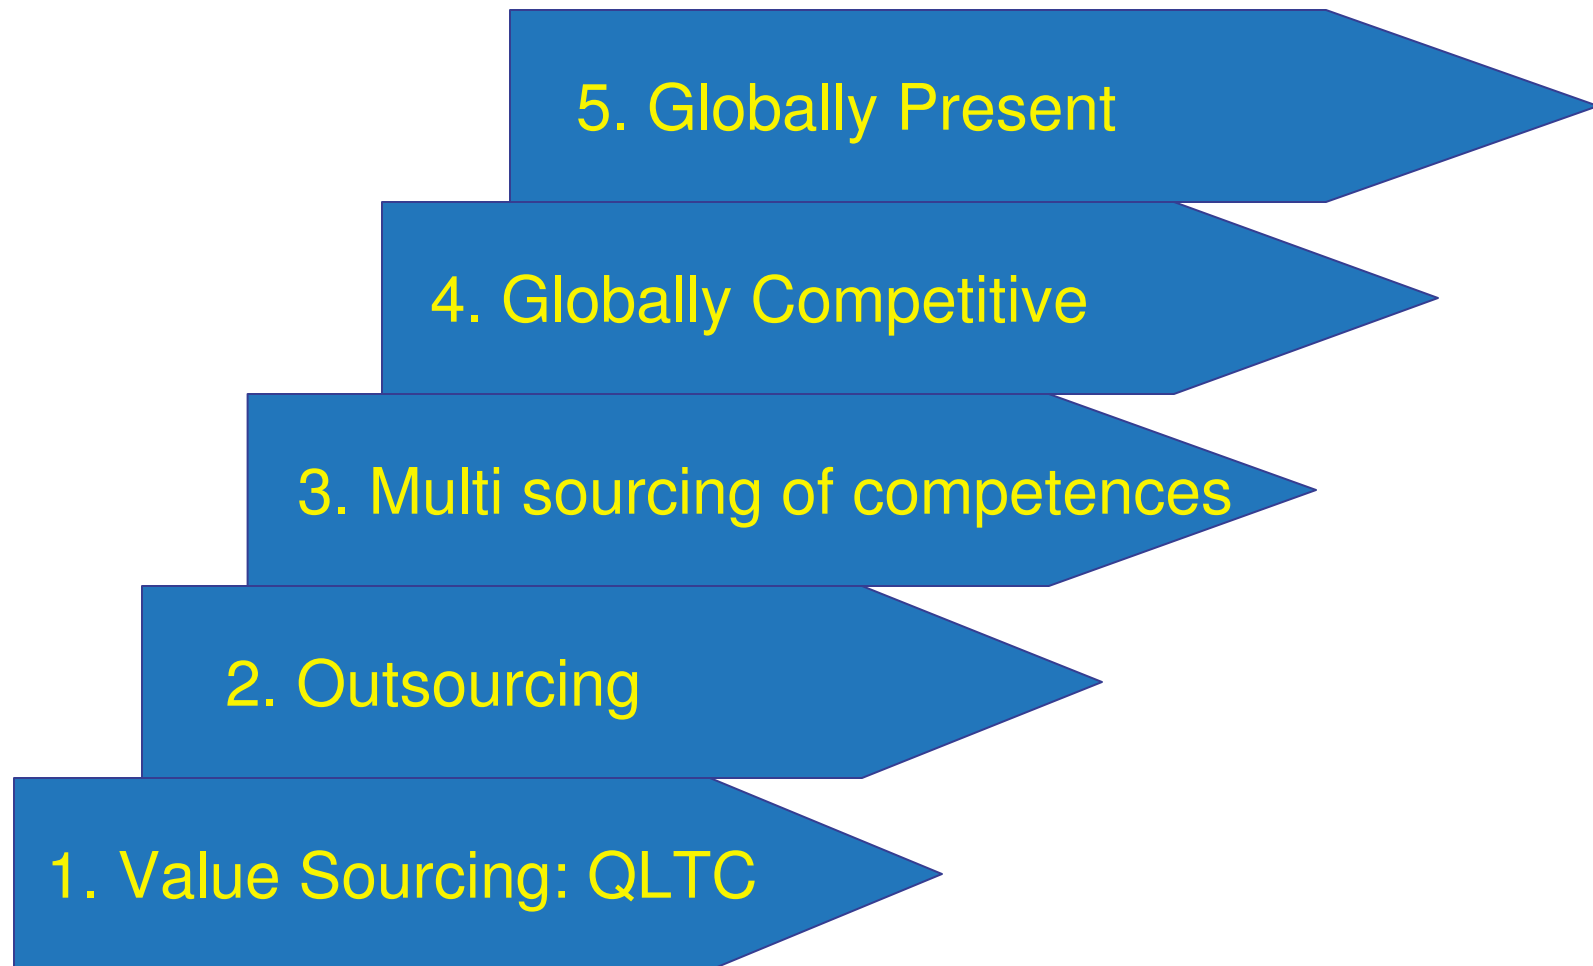 5. Globally Present
4. Globally Competitive
3. Multi sourcing of competences
2. Outsourcing
1. Value Sourcing: QLTC